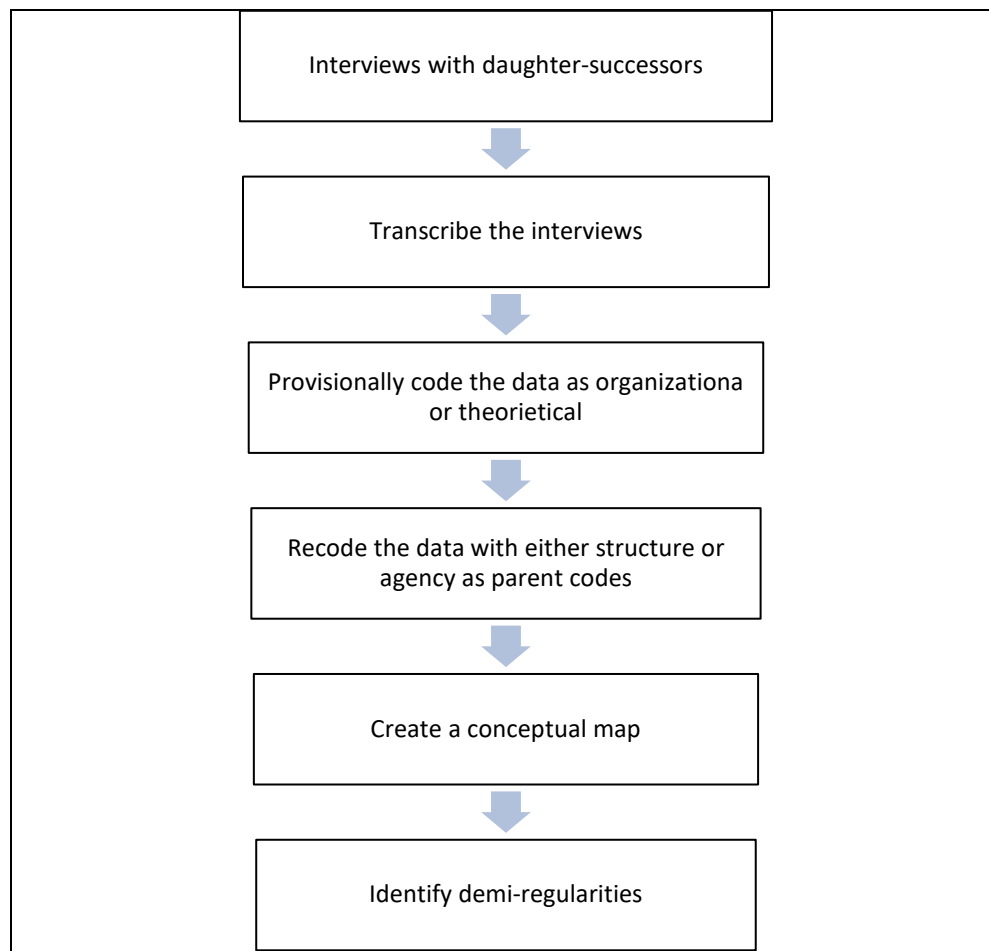 Interviews with daughter-successors
Transcribe the interviews
Provisionally code the data as organizationa
or theorietical
Recode the data with either structure or
agency as parent codes
Create a conceptual map
Identify demi-regularities